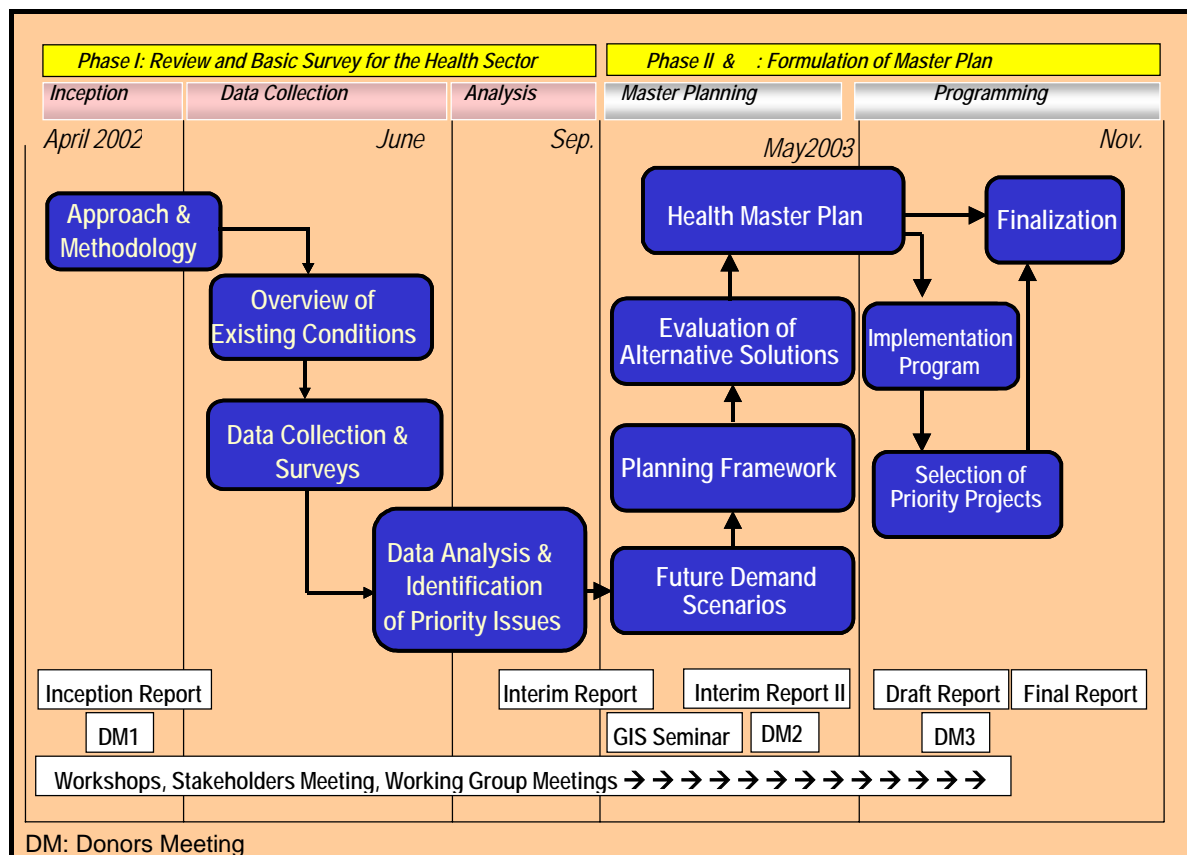 Phase I: Review and Basic Survey for the Health Sector
Phase II & : Formulation of Master Plan
Inception
Data Collection
Analysis
Master Planning
Programming
April 2002
June
Sep.
May2003
Nov.
Approach &
Methodology
Overview of
Existing Conditions
Data Collection &
Surveys
Data Analysis &
Identification
of Priority Issues
Health Master Plan
Evaluation of
Alternative Solutions
Planning Framework
Future Demand
Scenarios
Finalization
Implementation
Program
Selection of
Priority Projects
Inception Report
Interim Report
Interim Report II
Draft Report
Final Report
DM1
GIS Seminar
DM2
DM3
Workshops, Stakeholders Meeting, Working Group Meetings → → → → → → → → → → → → →
DM: Donors Meeting